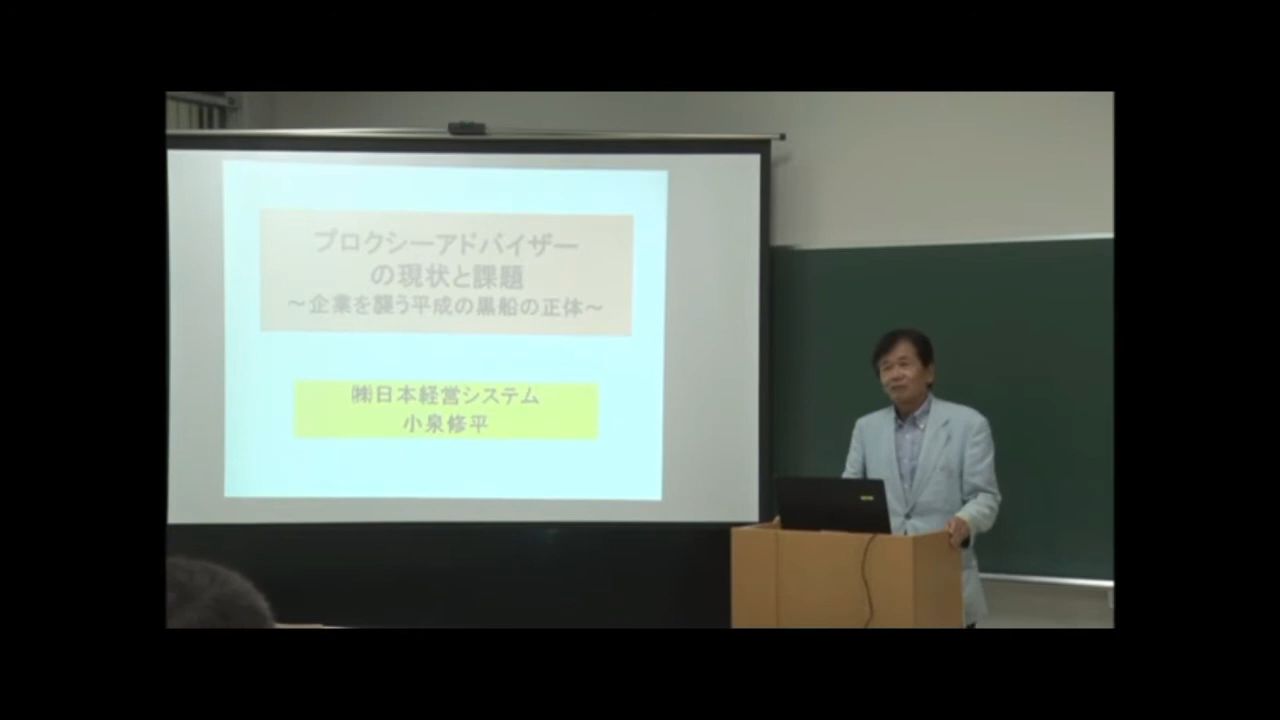 プロクシーアドバイザー
の現状と課題
～企業を襲う平成の黒船の正体～
㈱日本経営システム
小泉修平